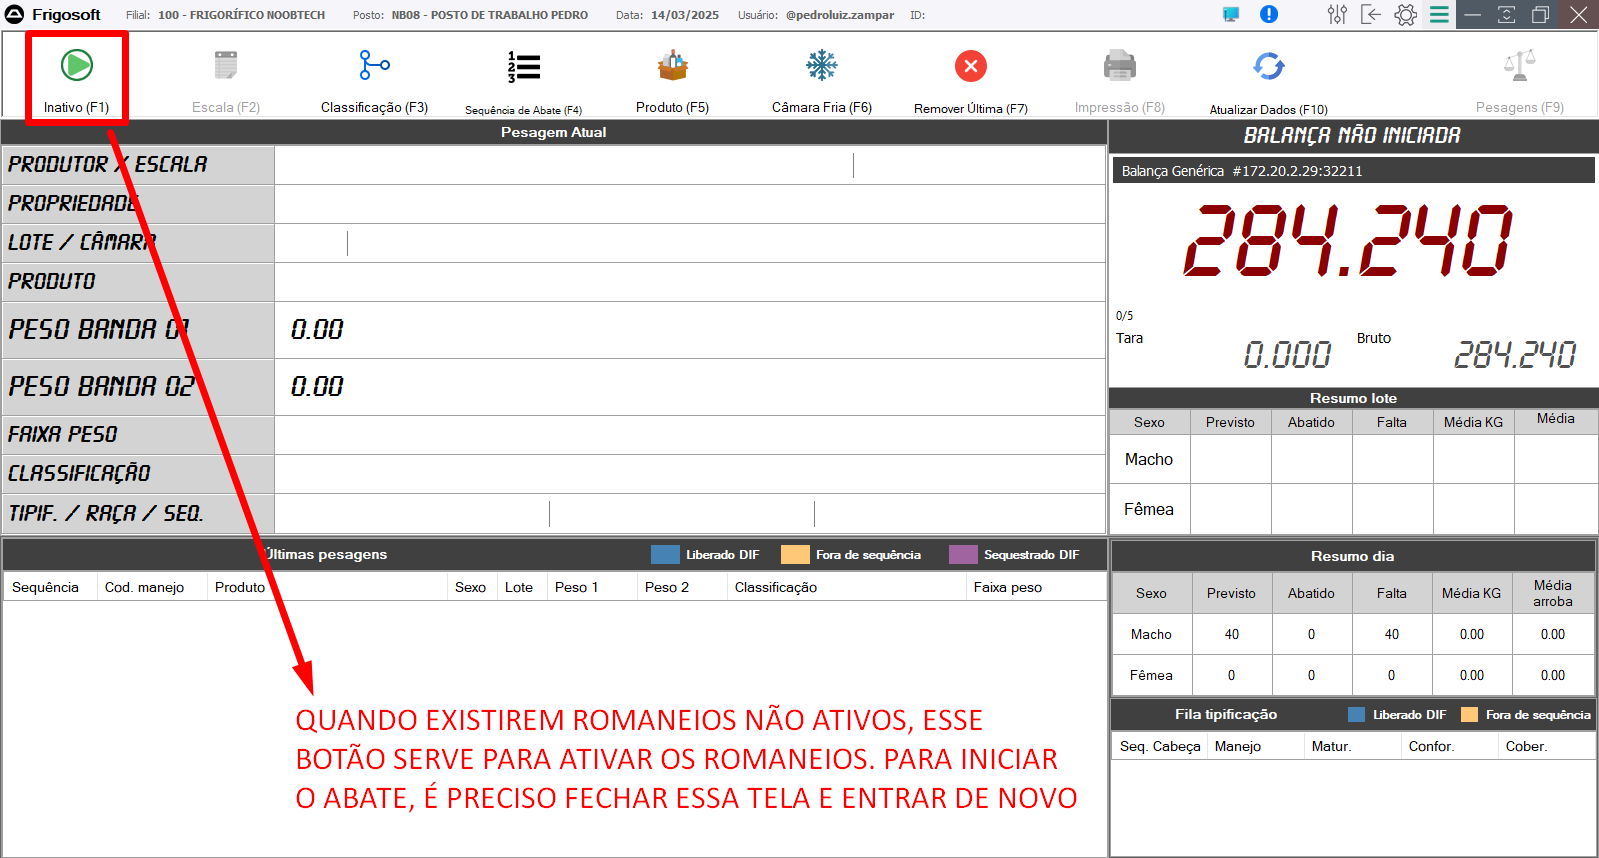 Frigosoft Filial: 100 - FRIGORÍFICO NOOBTECH Posto: NB08 - POSTO DE TRABALHO PEDRO Data: 14/03/2025 Usuário: @pedroluiz.zampar ID:
Inativo (F1) Escala (F2) Classificação (F3) Sequência de Abate (F4) Produto (F5) Câmara Fria (F6) Remover Última (F7) Impressão (F8) Atualizar Dados (F10) Pesagens (F9)
Pesagem Atual
PRODUTOR / ESCALA
PROPRIEDADE
LOTE / CÂMARA
PRODUTO
PESO BANDA 01 0.00
PESO BANDA 02 0.00
FAIXA PESO
CLASSIFICAÇÃO
TIPIF. / RAÇA / SEQ.
BALANÇA NÃO INICIADA
Balança Genérica #172.20.2.29:32211
284.240
0/5
Tara 0.000 Bruto 284.240
Resumo lote
Sexo Previsto Abatido Falta Média KG Média
Macho
Fêmea
Últimas pesagens Liberado DIF Fora de sequência Sequestrado DIF
Sequência Cod. manejo Produto Sexo Lote Peso 1 Peso 2 Classificação Faixa peso
QUANDO EXISTIREM ROMANEIOS NÃO ATIVOS, ESSE
BOTÃO SERVE PARA ATIVAR OS ROMANEIOS. PARA INICIAR
O ABATE, É PRECISO FECHAR ESSA TELA E ENTRAR DE NOVO
Resumo dia
Sexo Previsto Abatido Falta Média KG Média arroba
Macho 40 0 40 0.00 0.00
Fêmea 0 0 0 0.00 0.00
Fila tipificação Liberado DIF Fora de sequência
Seq. Cabeça Manejo Matur. Confor. Cober.